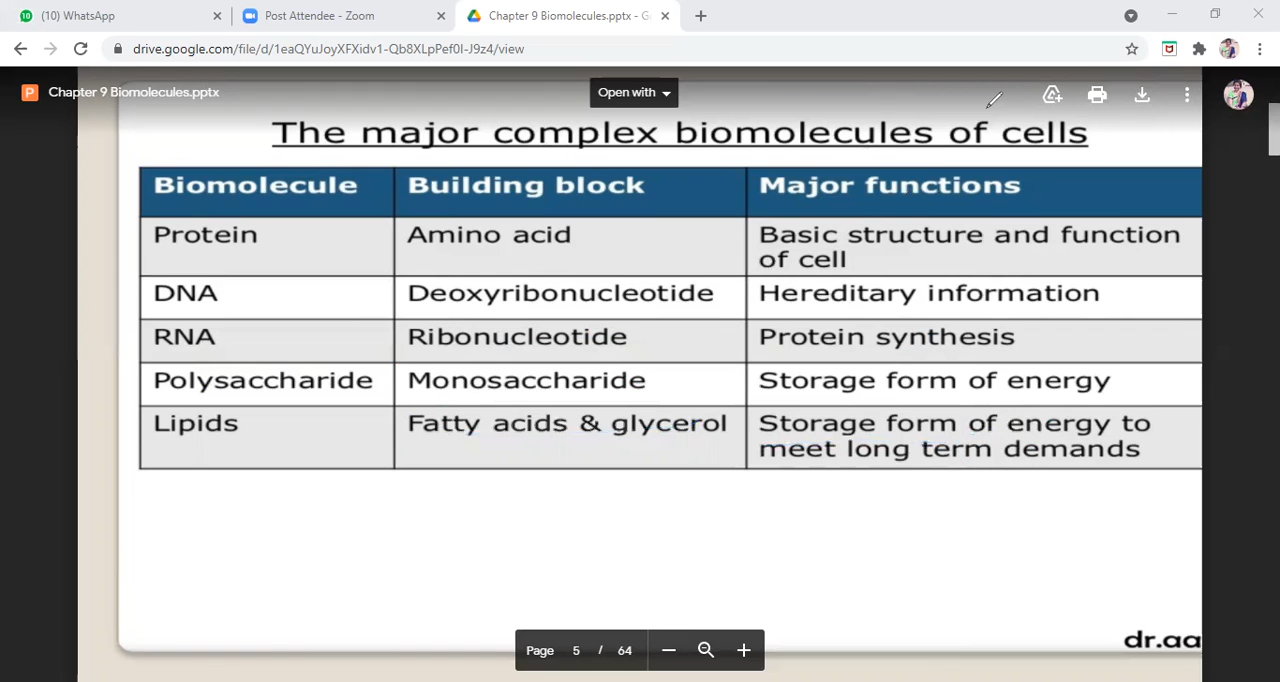 (10) WhatsApp
Post Attendee - Zoom
Chapter 9 Biomolecules.pptx - G
drive.google.com/file/d/1eaQYuJoyXFXidv1-Qb8XLpPef0I-J9z4/view
Chapter 9 Biomolecules.pptx
Open with
The major complex biomolecules of cells
Biomolecule Building block Major functions
Protein Amino acid Basic structure and function
of cell
DNA Deoxyribonucleotide Hereditary information
RNA Ribonucleotide Protein synthesis
Polysaccharide Monosaccharide Storage form of energy
Lipids Fatty acids & glycerol Storage form of energy to
meet long term demands
dr.aa
Page 5 / 64